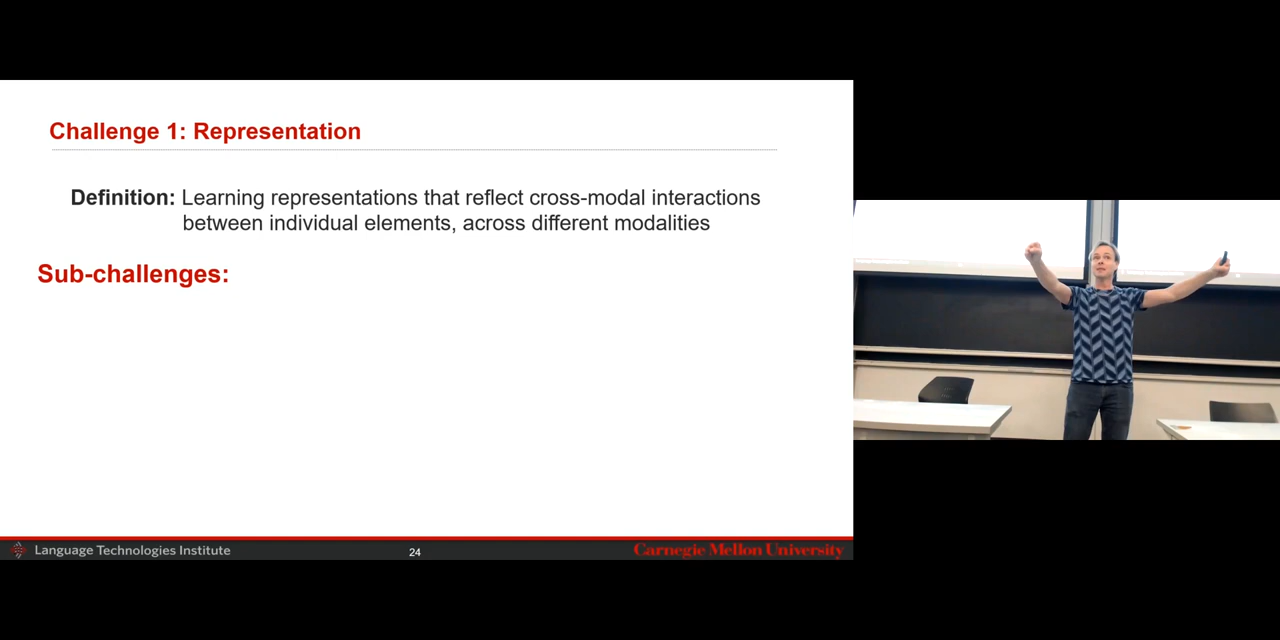 Challenge 1: Representation
Definition: Learning representations that reflect cross-modal interactions
between individual elements, across different modalities
Sub-challenges:
Language Technologies Institute
24
Carnegie Mellon University